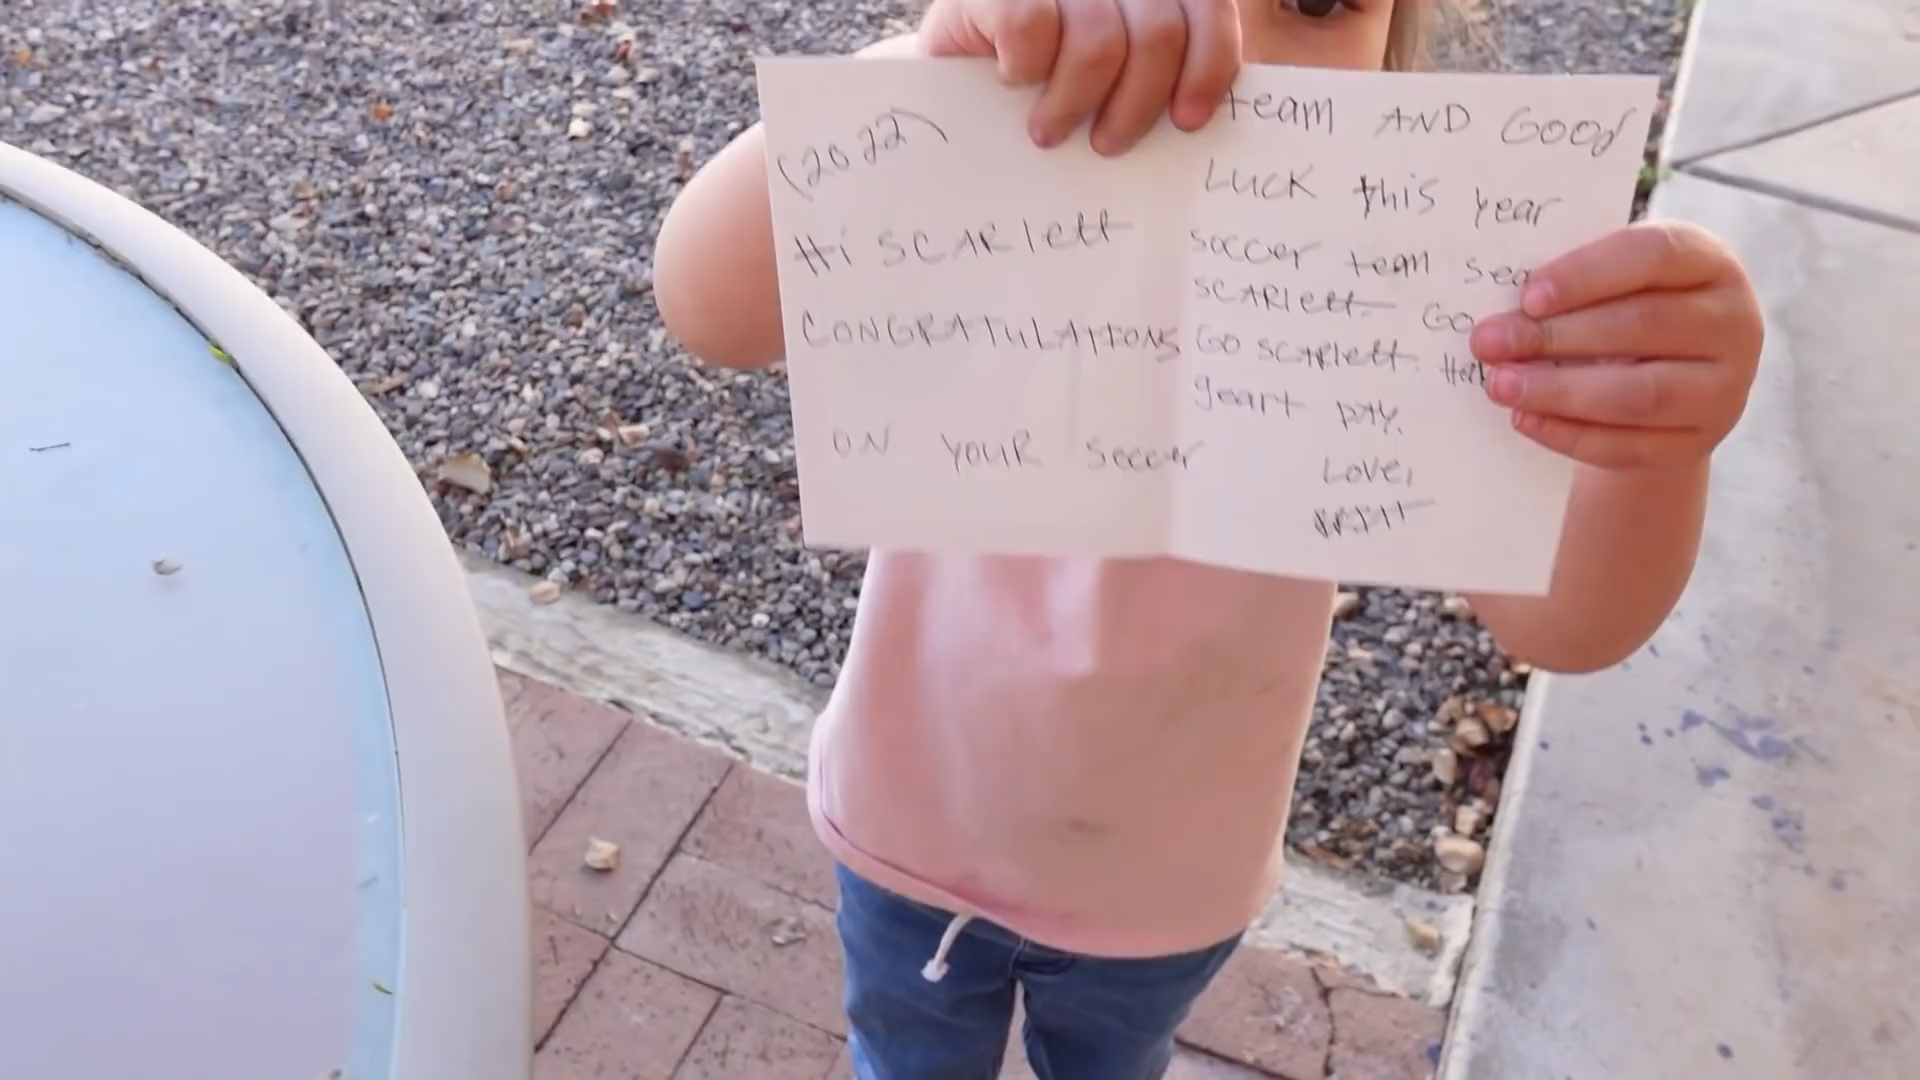 (2022)
Hi SCARlett
CONGRATULATIONS
ON YOUR Soccer
team AND Good
Luck this year
soccer team
SCARlett. Go
Go SCARlett.
Love,